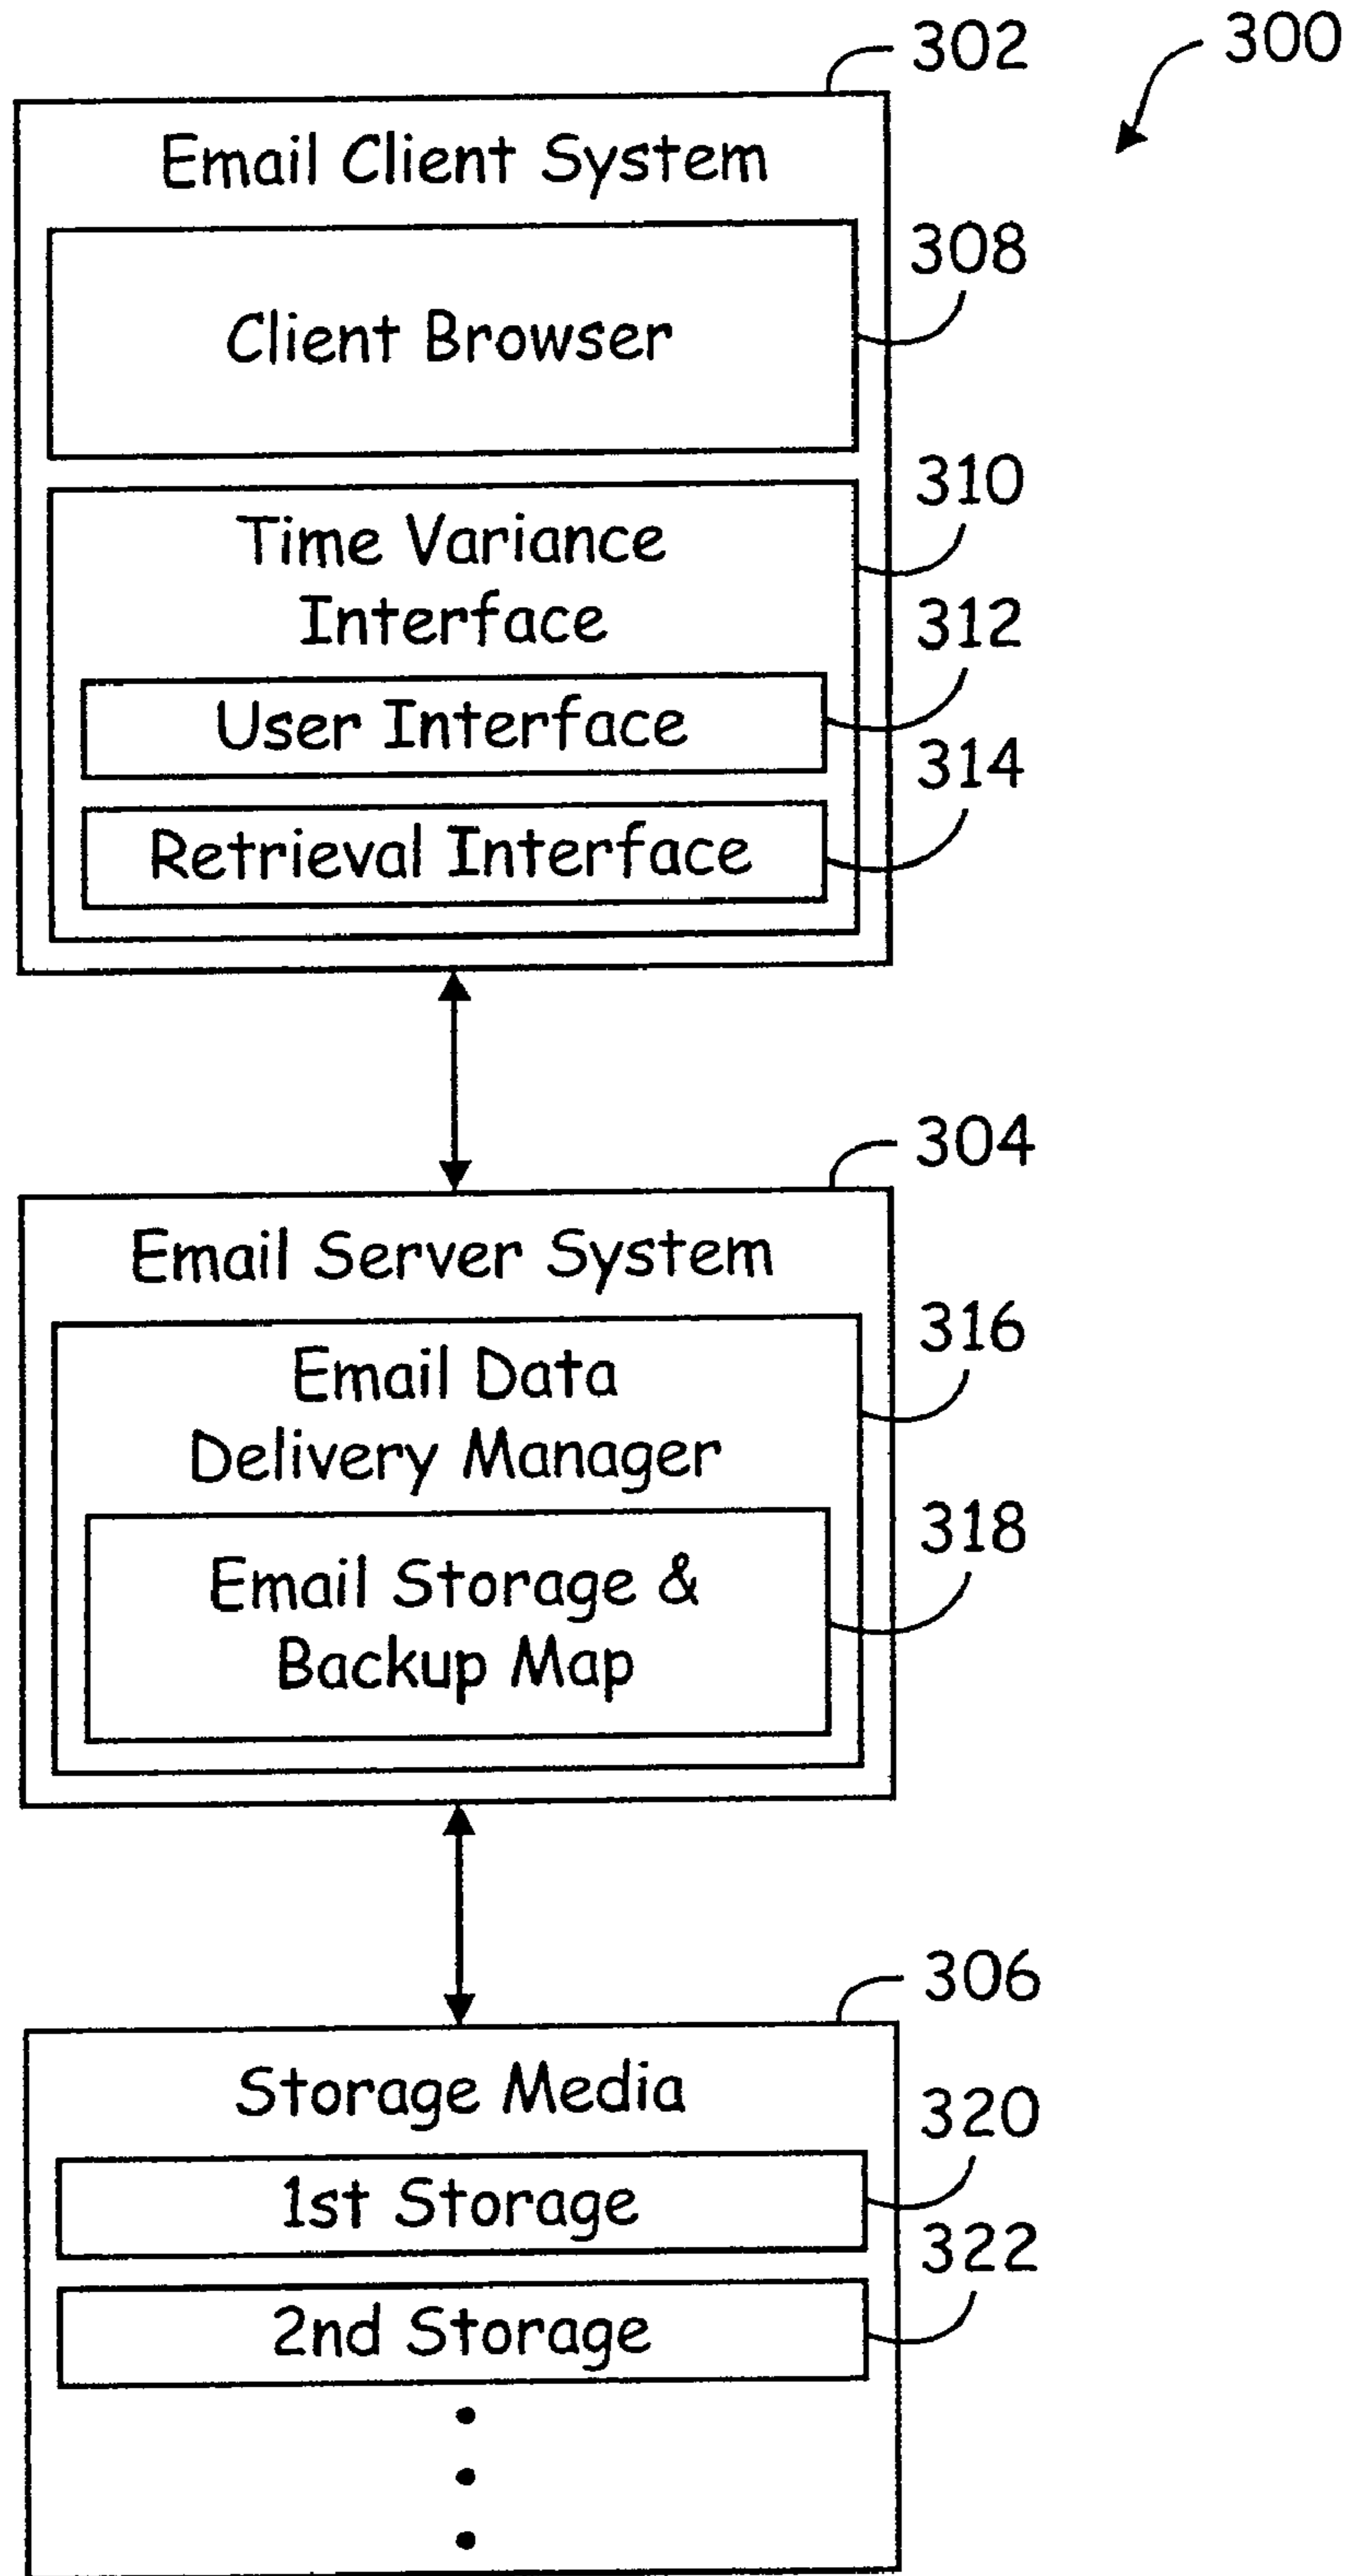 300
302
Email Client System
308
Client Browser
310
Time Variance
Interface
312
User Interface
314
Retrieval Interface
304
Email Server System
316
Email Data
Delivery Manager
318
Email Storage &
Backup Map
306
Storage Media
320
1st Storage
322
2nd Storage